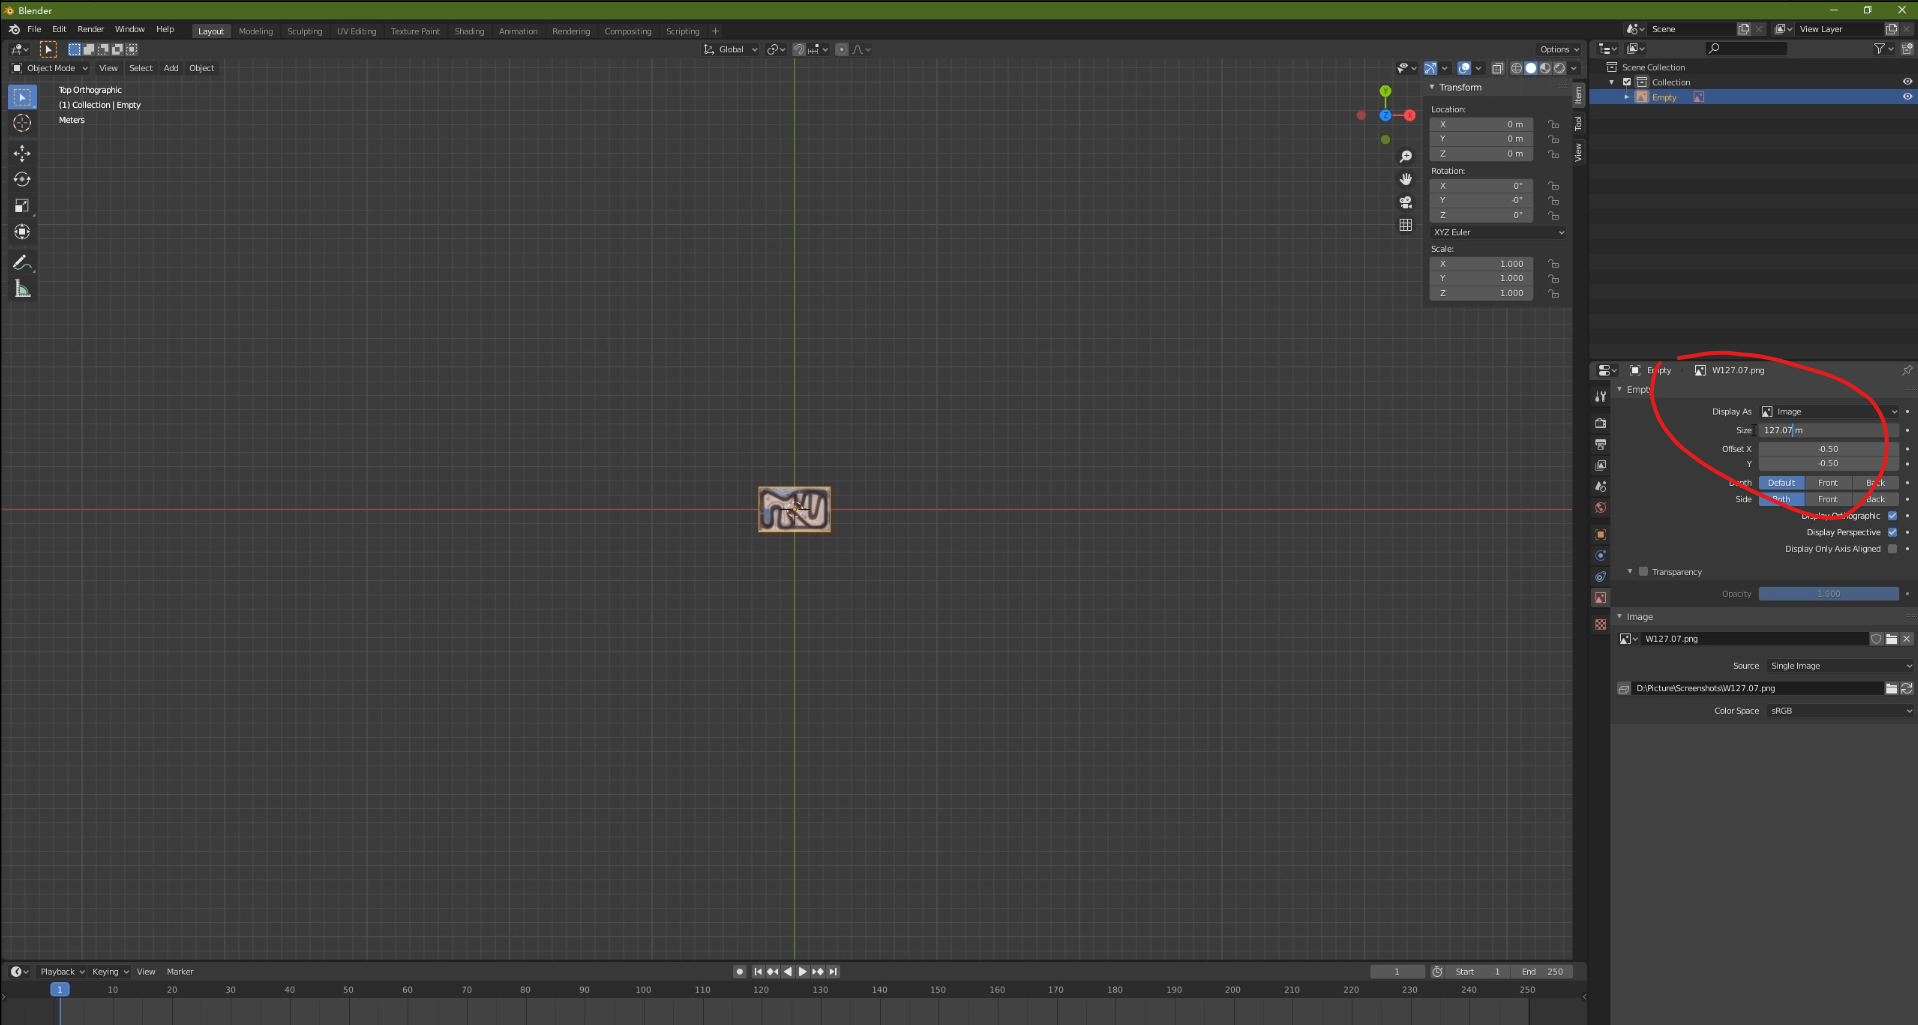 Blender
File Edit Render Window Help Layout Modeling Sculpting UV Editing Texture Paint Shading Animation Rendering Compositing Scripting + Scene View Layer
Global Options
Object Mode View Select Add Object
Top Orthographic
(1) Collection | Empty
Meters
Y
Z
X
Transform
Location:
X 0 m
Y 0 m
Z 0 m
Rotation:
X 0°
Y -0°
Z 0°
XYZ Euler
Scale:
X 1.000
Y 1.000
Z 1.000
Item
Tool
View
Scene Collection
Collection
Empty
Empty W127.07.png
Empty
Display As Image
Size 127.07 m
Offset X -0.50
Y -0.50
Depth Default Front Back
Side Both Front Back
Display Orthographic
Display Perspective
Display Only Axis Aligned
Transparency
Opacity 1.000
Image
W127.07.png
Source Single Image
D:\Picture\Screenshots\W127.07.png
Color Space sRGB
Playback Keying View Marker 1 Start 1 End 250
1 10 20 30 40 50 60 70 80 90 100 110 120 130 140 150 160 170 180 190 200 210 220 230 240 250